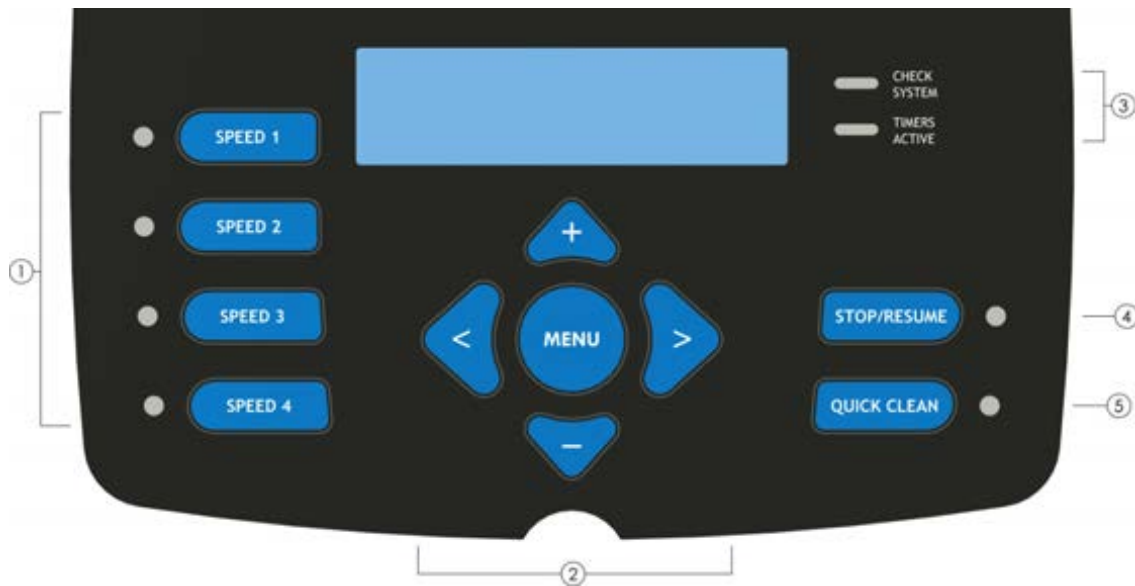 CHECK
SYSTEM
TIMERS
ACTIVE
③
SPEED 1
SPEED 2
①
SPEED 3
SPEED 4
+
<
MENU
>
−
STOP/RESUME
④
QUICK CLEAN
⑤
②